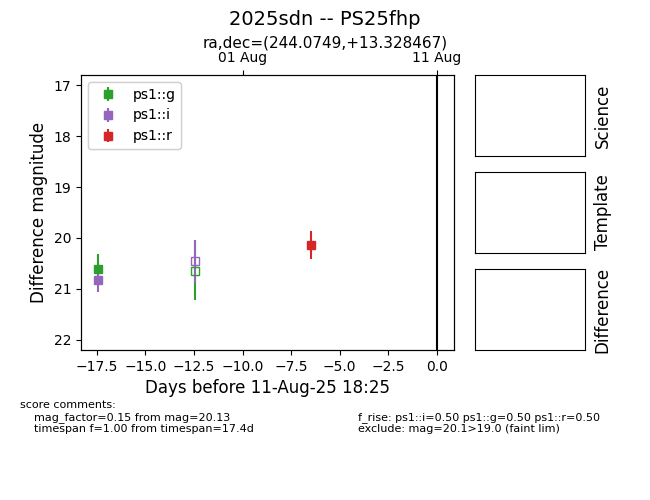 2025sdn -- PS25fhp
ra,dec=(244.0749,+13.328467)
01 Aug
11 Aug
ps1::g
ps1::i
ps1::r
17
18
19
20
21
22
Difference magnitude
−17.5
−15.0
−12.5
−10.0
−7.5
−5.0
−2.5
0.0
Days before 11-Aug-25 18:25
Science
Template
Difference
score comments:
mag_factor=0.15 from mag=20.13
timespan f=1.00 from timespan=17.4d
f_rise: ps1::i=0.50 ps1::g=0.50 ps1::r=0.50
exclude: mag=20.1>19.0 (faint lim)